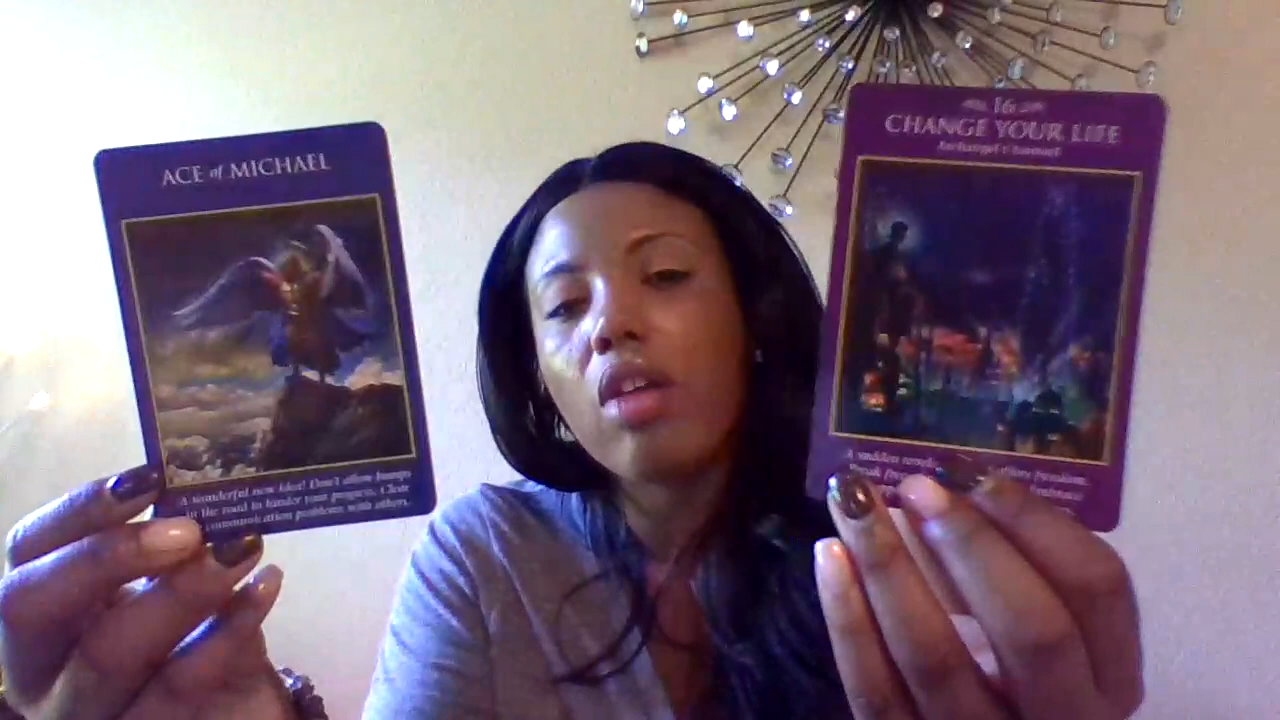 ACE of MICHAEL
A wonderful new idea! Don't allow bumps
in the road to hinder your progress. Clear
communication problems with others.
16
CHANGE YOUR LIFE
Archangel Chamuel
A sudden